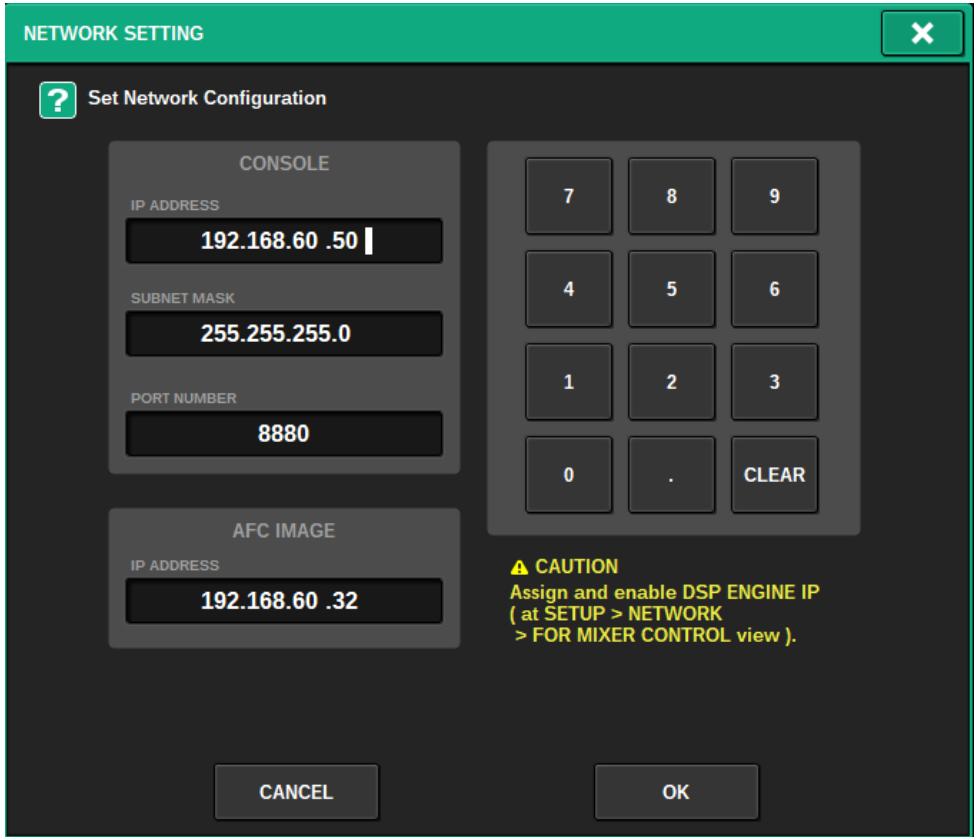 NETWORK SETTING
?
Set Network Configuration
CONSOLE
IP ADDRESS
192.168.60 .50
SUBNET MASK
255.255.255.0
PORT NUMBER
8880
AFC IMAGE
IP ADDRESS
192.168.60 .32
7 8 9
4 5 6
1 2 3
0 . CLEAR
CAUTION
Assign and enable DSP ENGINE IP
( at SETUP > NETWORK
> FOR MIXER CONTROL view ).
CANCEL
OK